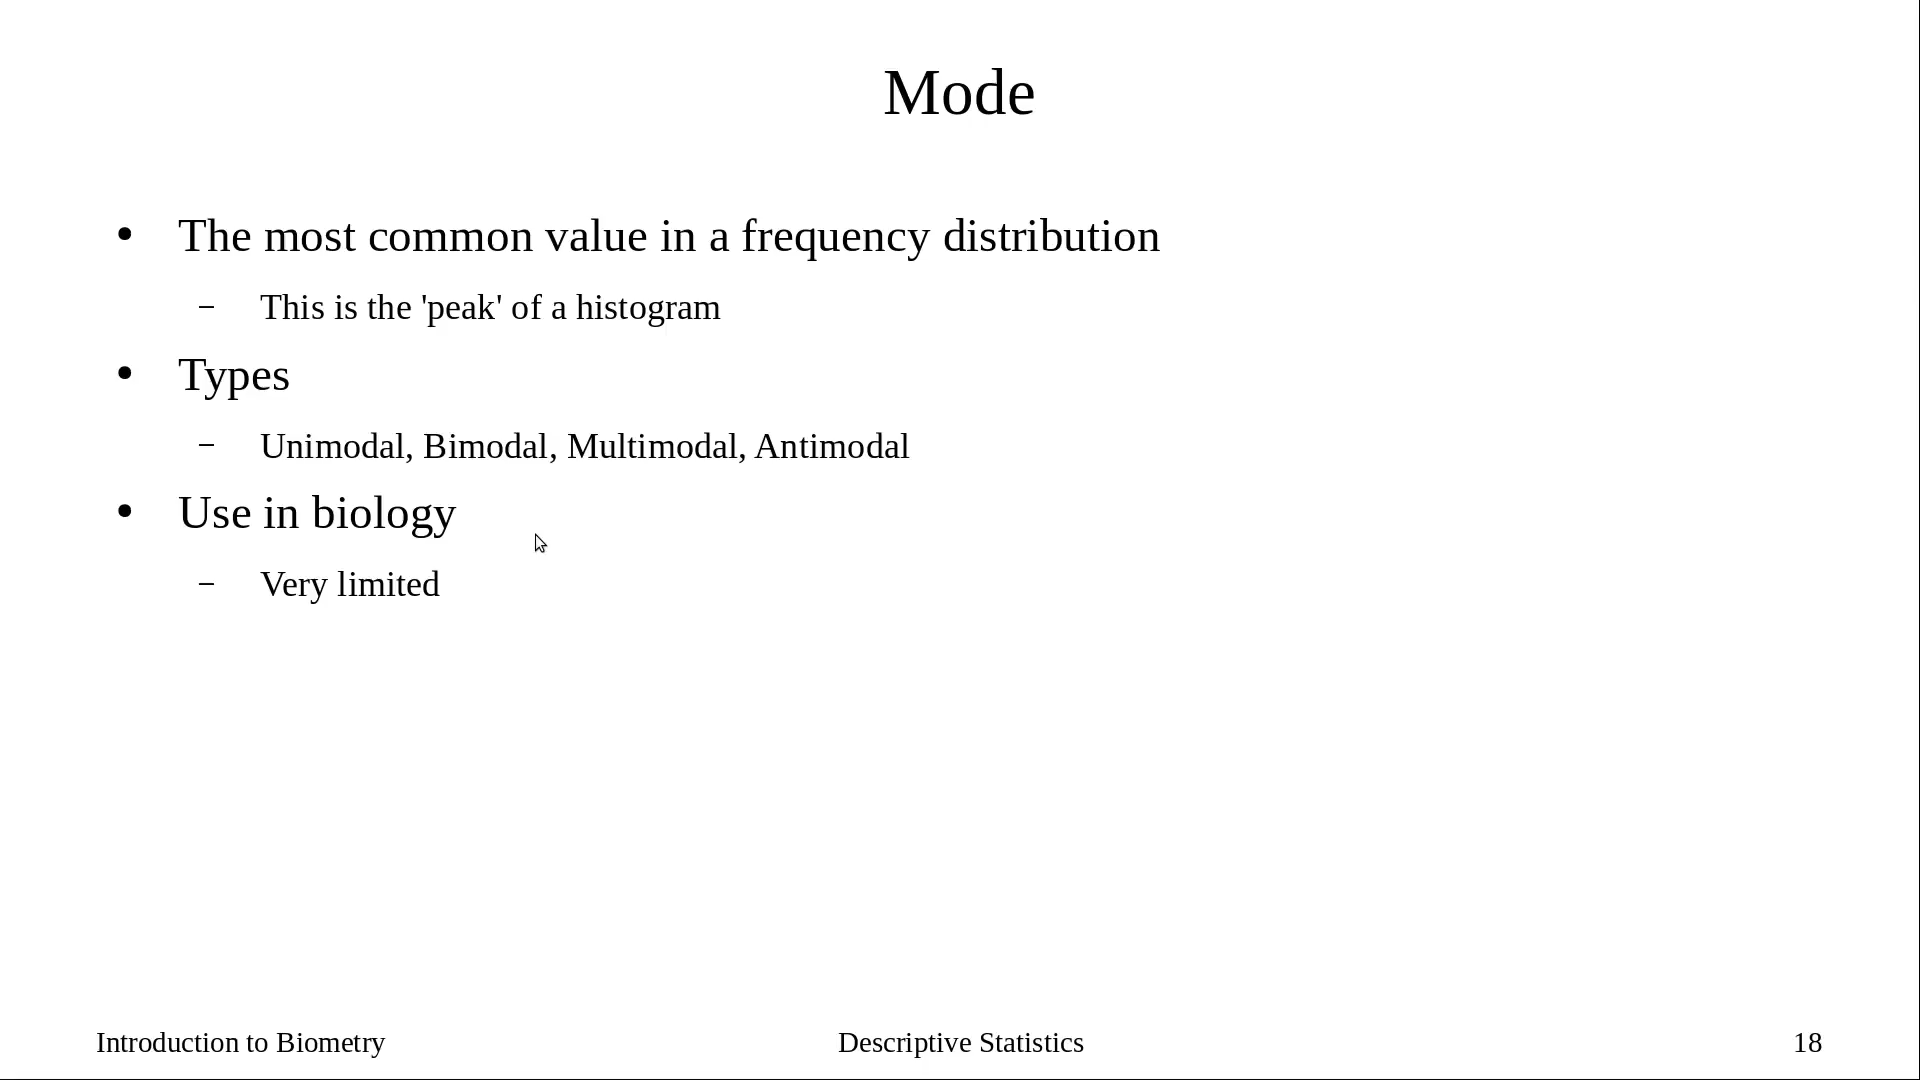 Mode
• The most common value in a frequency distribution
– This is the 'peak' of a histogram
• Types
– Unimodal, Bimodal, Multimodal, Antimodal
• Use in biology
– Very limited
Introduction to Biometry
Descriptive Statistics
18